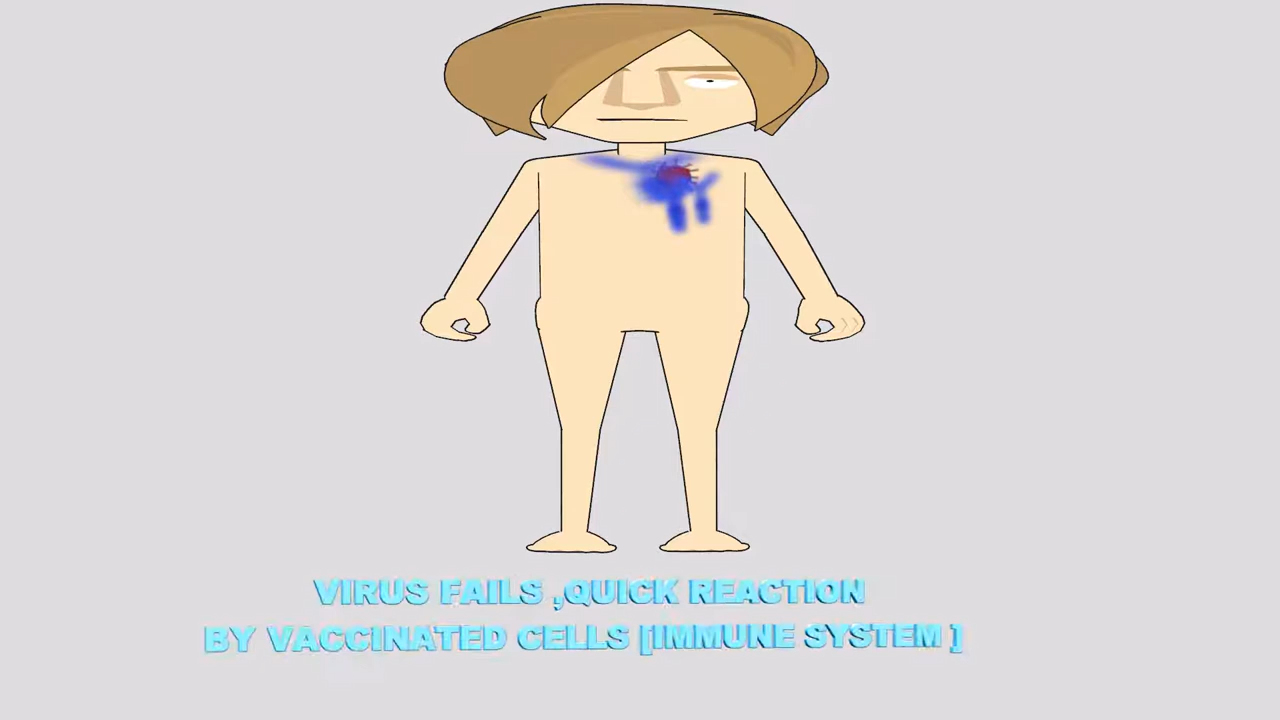 VIRUS FAILS ,QUICK REACTION
BY VACCINATED CELLS [IMMUNE SYSTEM ]